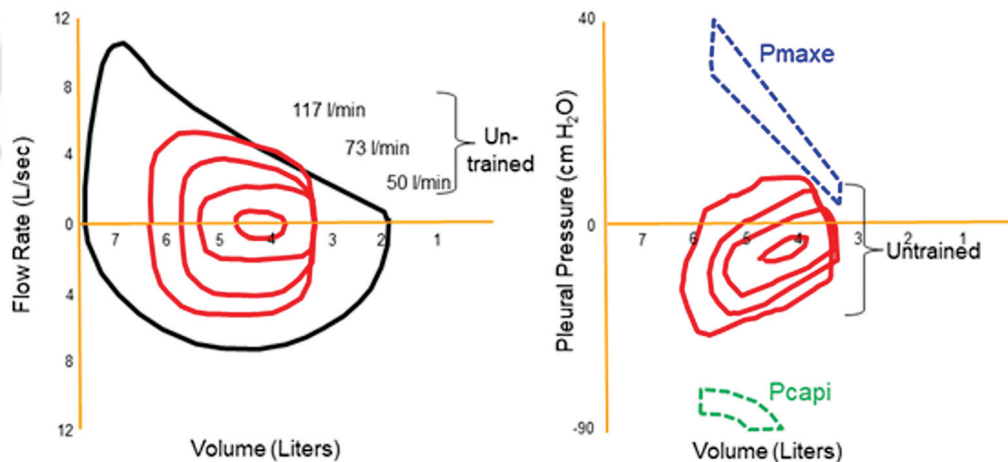 12
8
4
0
4
8
12
Flow Rate (L/sec)
7 6 5 4 3 2 1
Volume (Liters)
117 l/min
73 l/min
50 l/min
Un-
trained
40
0
-90
Pleural Pressure (cm H₂O)
7 6 5 4 3 2 1
Volume (Liters)
Pmaxe
Untrained
Pcapi